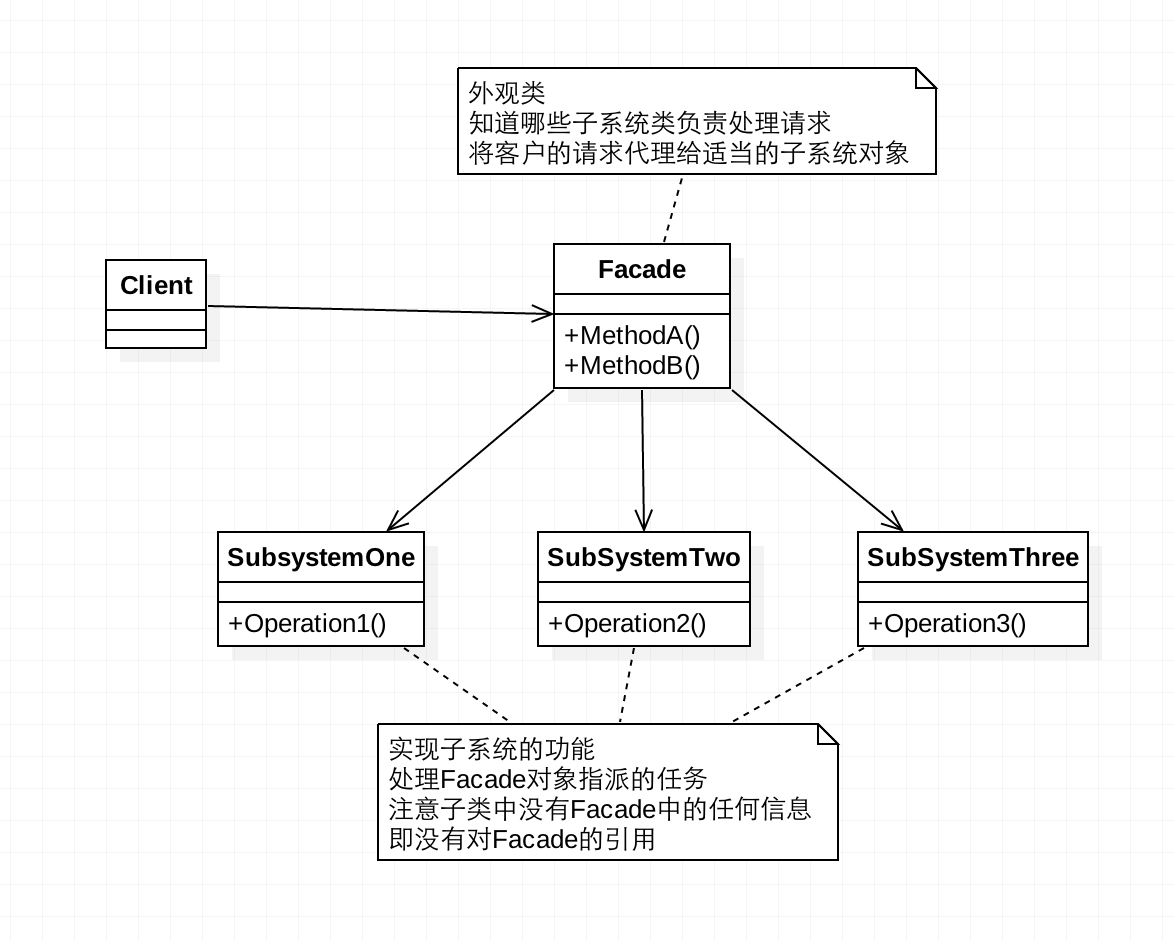 外观类
知道哪些子系统类负责处理请求
将客户的请求代理给适当的子系统对象
Client
Facade
+MethodA()
+MethodB()
SubsystemOne
+Operation1()
SubSystemTwo
+Operation2()
SubSystemThree
+Operation3()
实现子系统的功能
处理Facade对象指派的任务
注意子类中没有Facade中的任何信息
即没有对Facade的引用